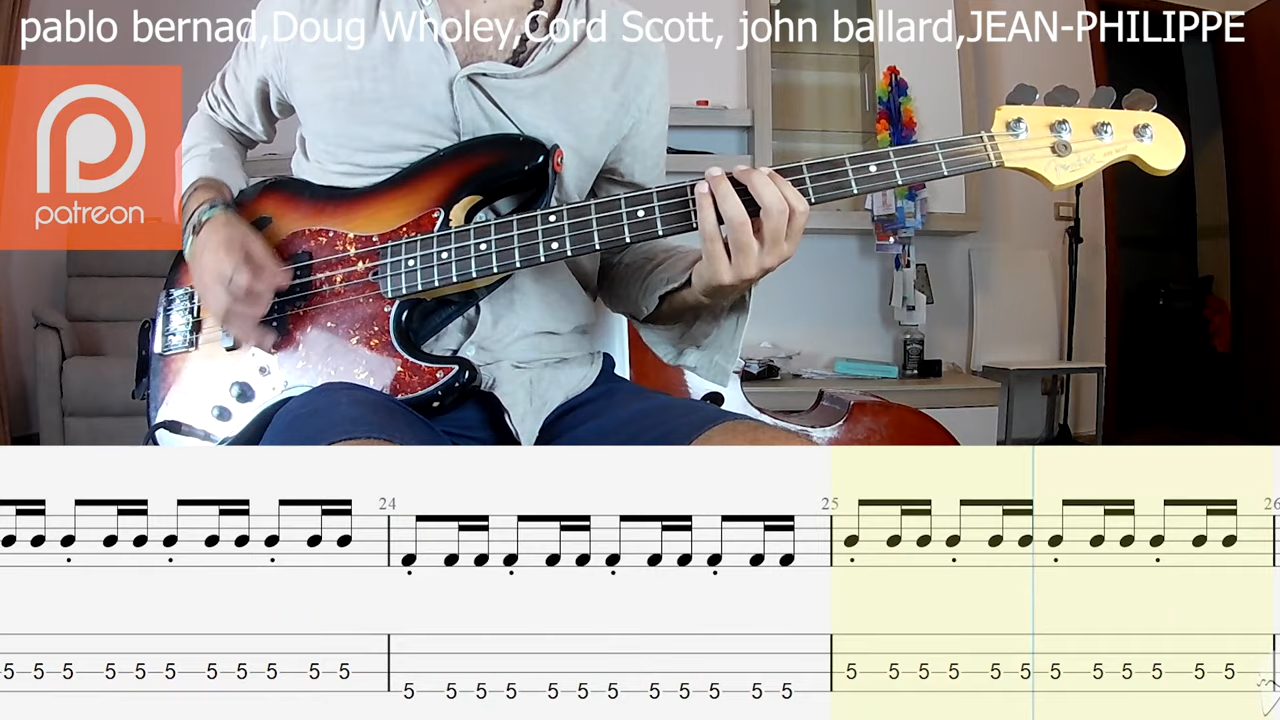 pablo bernad,Doug Wholey,Cord Scott, john ballard,JEAN-PHILIPPE
patreon
Fender
24
25
26
5 5 5 5 5 5 5 5 5 5 5
5 5 5 5 5 5 5 5 5 5 5 5
5 5 5 5 5 5 5 5 5 5 5 5